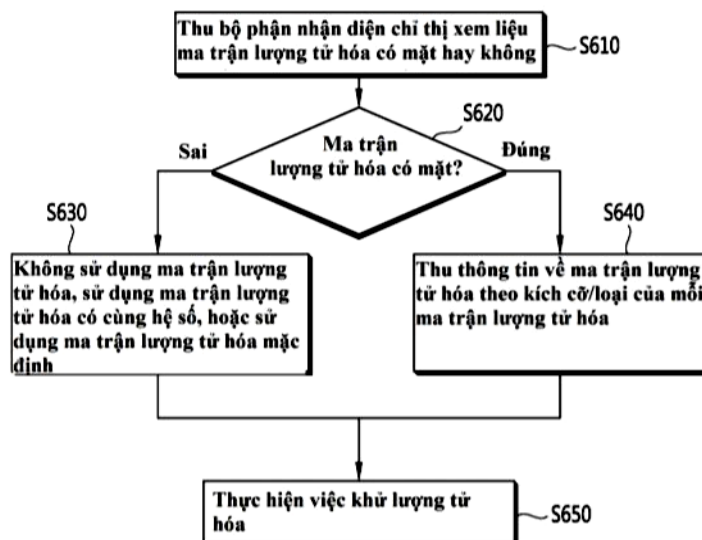 Thu bộ phận nhận diện chỉ thị xem liệu
ma trận lượng tử hóa có mặt hay không
S610
S620
Ma trận
lượng tử hóa có mặt?
Sai
Đúng
S630
Không sử dụng ma trận lượng
tử hóa, sử dụng ma trận lượng
tử hóa có cùng hệ số, hoặc sử
dụng ma trận lượng tử hóa mặc
định
S640
Thu thông tin về ma trận lượng
tử hóa theo kích cỡ/loại của mỗi
ma trận lượng tử hóa
Thực hiện việc khử lượng tử
hóa
S650